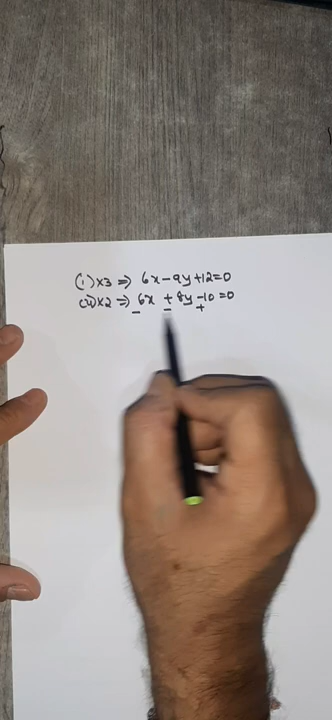 (i)×3 ⇒ 6x-9y+12=0
(ii)×2 ⇒ 6x + 8y -10 =0
- - +